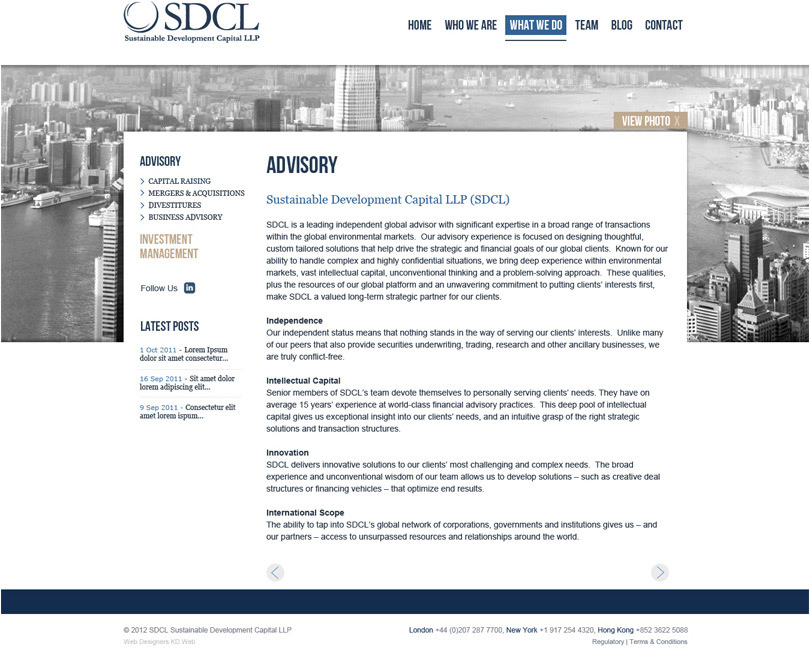 SDCL
Sustainable Development Capital LLP
HOME
WHO WE ARE
WHAT WE DO
TEAM
BLOG
CONTACT
VIEW PHOTO X
ADVISORY
CAPITAL RAISING
MERGERS & ACQUISITIONS
DIVESTITURES
BUSINESS ADVISORY
INVESTMENT
MANAGEMENT
Follow Us in
LATEST POSTS
1 Oct 2011 - Lorem Ipsum
dolor sit amet consectetur...
16 Sep 2011 - Sit amet dolor
lorem adipiscing elit...
9 Sep 2011 - Consectetur elit
amet lorem ispum...
ADVISORY
Sustainable Development Capital LLP (SDCL)
SDCL is a leading independent global advisor with significant expertise in a broad range of transactions
within the global environmental markets. Our advisory experience is focused on designing thoughtful,
custom tailored solutions that help drive the strategic and financial goals of our global clients. Known for our
ability to handle complex and highly confidential situations, we bring deep experience within environmental
markets, vast intellectual capital, unconventional thinking and a problem-solving approach. These qualities,
plus the resources of our global platform and an unwavering commitment to putting clients' interests first,
make SDCL a valued long-term strategic partner for our clients.
Independence
Our independent status means that nothing stands in the way of serving our clients' interests. Unlike many
of our peers that also provide securities underwriting, trading, research and other ancillary businesses, we
are truly conflict-free.
Intellectual Capital
Senior members of SDCL's team devote themselves to personally serving clients' needs. They have on
average 15 years' experience at world-class financial advisory practices. This deep pool of intellectual
capital gives us exceptional insight into our clients' needs, and an intuitive grasp of the right strategic
solutions and transaction structures.
Innovation
SDCL delivers innovative solutions to our clients' most challenging and complex needs. The broad
experience and unconventional wisdom of our team allows us to develop solutions – such as creative deal
structures or financing vehicles – that optimize end results.
International Scope
The ability to tap into SDCL's global network of corporations, governments and institutions gives us – and
our partners – access to unsurpassed resources and relationships around the world.
© 2012 SDCL Sustainable Development Capital LLP
Web Designers KD Web
London +44 (0)207 287 7700, New York +1 917 254 4320, Hong Kong +852 3622 5088
Regulatory | Terms & Conditions